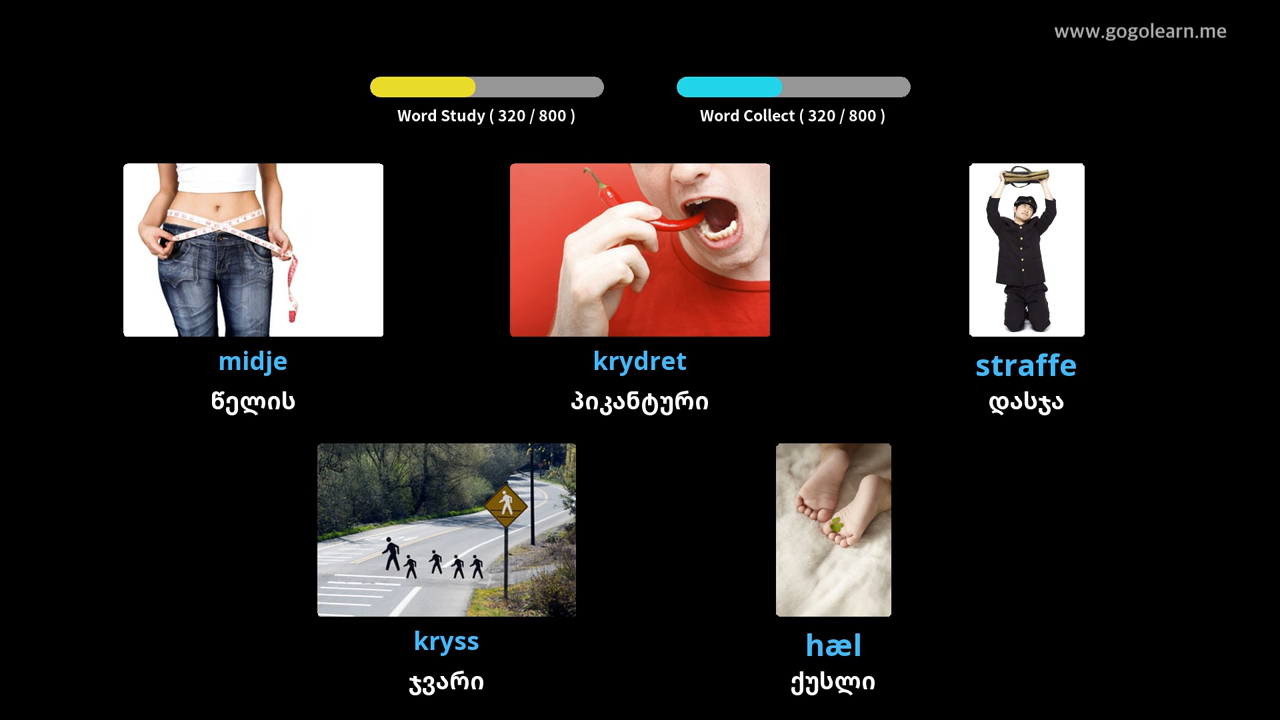 www.gogolearn.me
Word Study ( 320 / 800 )
Word Collect ( 320 / 800 )
midje
წელის
krydret
პიკანტური
straffe
დასჯა
kryss
ჯვარი
hæl
ქუსლი